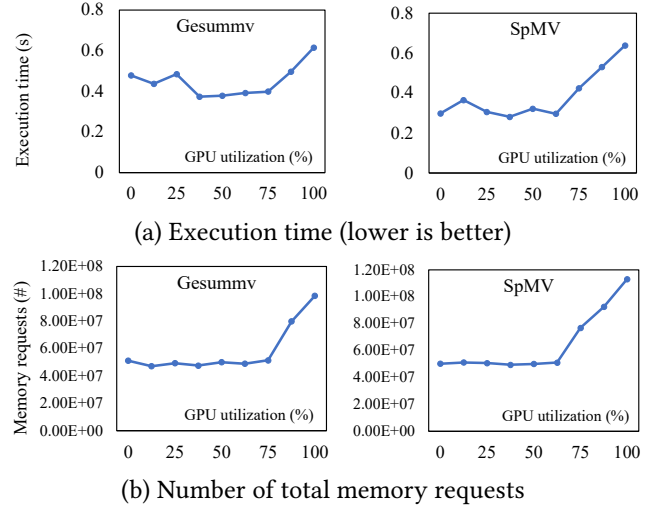 Gesummv
SpMV
Execution time (s)
0.8
0.6
0.4
0.2
0
GPU utilization (%)
0 25 50 75 100
0.8
0.6
0.4
0.2
0
GPU utilization (%)
0 25 50 75 100
(a) Execution time (lower is better)
Gesummv
SpMV
Memory requests (#)
1.20E+08
1.00E+08
8.00E+07
6.00E+07
4.00E+07
2.00E+07
0.00E+00
GPU utilization (%)
0 25 50 75 100
1.20E+08
1.00E+08
8.00E+07
6.00E+07
4.00E+07
2.00E+07
0.00E+00
GPU utilization (%)
0 25 50 75 100
(b) Number of total memory requests